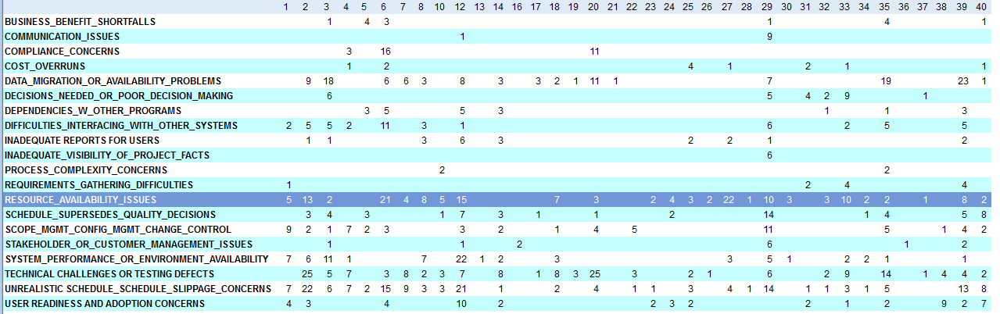 1 2 3 4 5 6 7 8 10 12 13 14 16 17 18 19 20 21 22 23 24 25 26 27 28 29 30 31 32 33 34 35 36 37 38 39 40
BUSINESS_BENEFIT_SHORTFALLS 1 4 3 1 4 1
COMMUNICATION_ISSUES 1 9
COMPLIANCE_CONCERNS 3 16 11
COST_OVERRUNS 1 2 4 1 2 1 1
DATA_MIGRATION_OR_AVAILABILITY_PROBLEMS 9 18 6 6 3 8 3 3 2 1 11 1 7 19 23 1
DECISIONS_NEEDED_OR_POOR_DECISION_MAKING 6 5 4 2 9 1
DEPENDENCIES_W_OTHER_PROGRAMS 3 5 5 3 1 1 3
DIFFICULTIES_INTERFACING_WITH_OTHER_SYSTEMS 2 5 5 2 11 3 1 6 2 5 5
INADEQUATE REPORTS FOR USERS 1 1 3 6 3 2 2 1 2
INADEQUATE_VISIBILITY_OF_PROJECT_FACTS 6
PROCESS_COMPLEXITY_CONCERNS 2 2
REQUIREMENTS_GATHERING_DIFFICULTIES 1 2 4 4
RESOURCE_AVAILABILITY_ISSUES 5 13 2 21 4 8 5 15 7 3 2 4 3 2 22 1 10 3 3 10 2 2 1 8 2
SCHEDULE_SUPERSEDES_QUALITY_DECISIONS 3 4 3 1 7 3 1 1 2 14 1 4 5 8
SCOPE_MGMT_CONFIG_MGMT_CHANGE_CONTROL 9 2 1 7 2 3 3 2 1 4 5 11 5 1 4 2
STAKEHOLDER_OR_CUSTOMER_MANAGEMENT_ISSUES 1 1 2 6 1 2
SYSTEM_PERFORMANCE_OR_ENVIRONMENT_AVAILABILITY 7 6 11 1 7 22 1 2 3 3 5 1 2 2 1 1
TECHNICAL CHALLENGES OR TESTING DEFECTS 25 5 7 3 8 2 3 7 8 1 8 3 25 3 2 1 6 2 9 14 1 4 4 2
UNREALISTIC SCHEDULE_SCHEDULE_SLIPPAGE_CONCERNS 7 22 6 7 2 15 9 3 3 21 1 2 4 1 1 3 4 1 14 1 1 3 1 5 13 8
USER READINESS AND ADOPTION CONCERNS 4 3 4 10 2 2 3 2 2 1 2 9 2 7